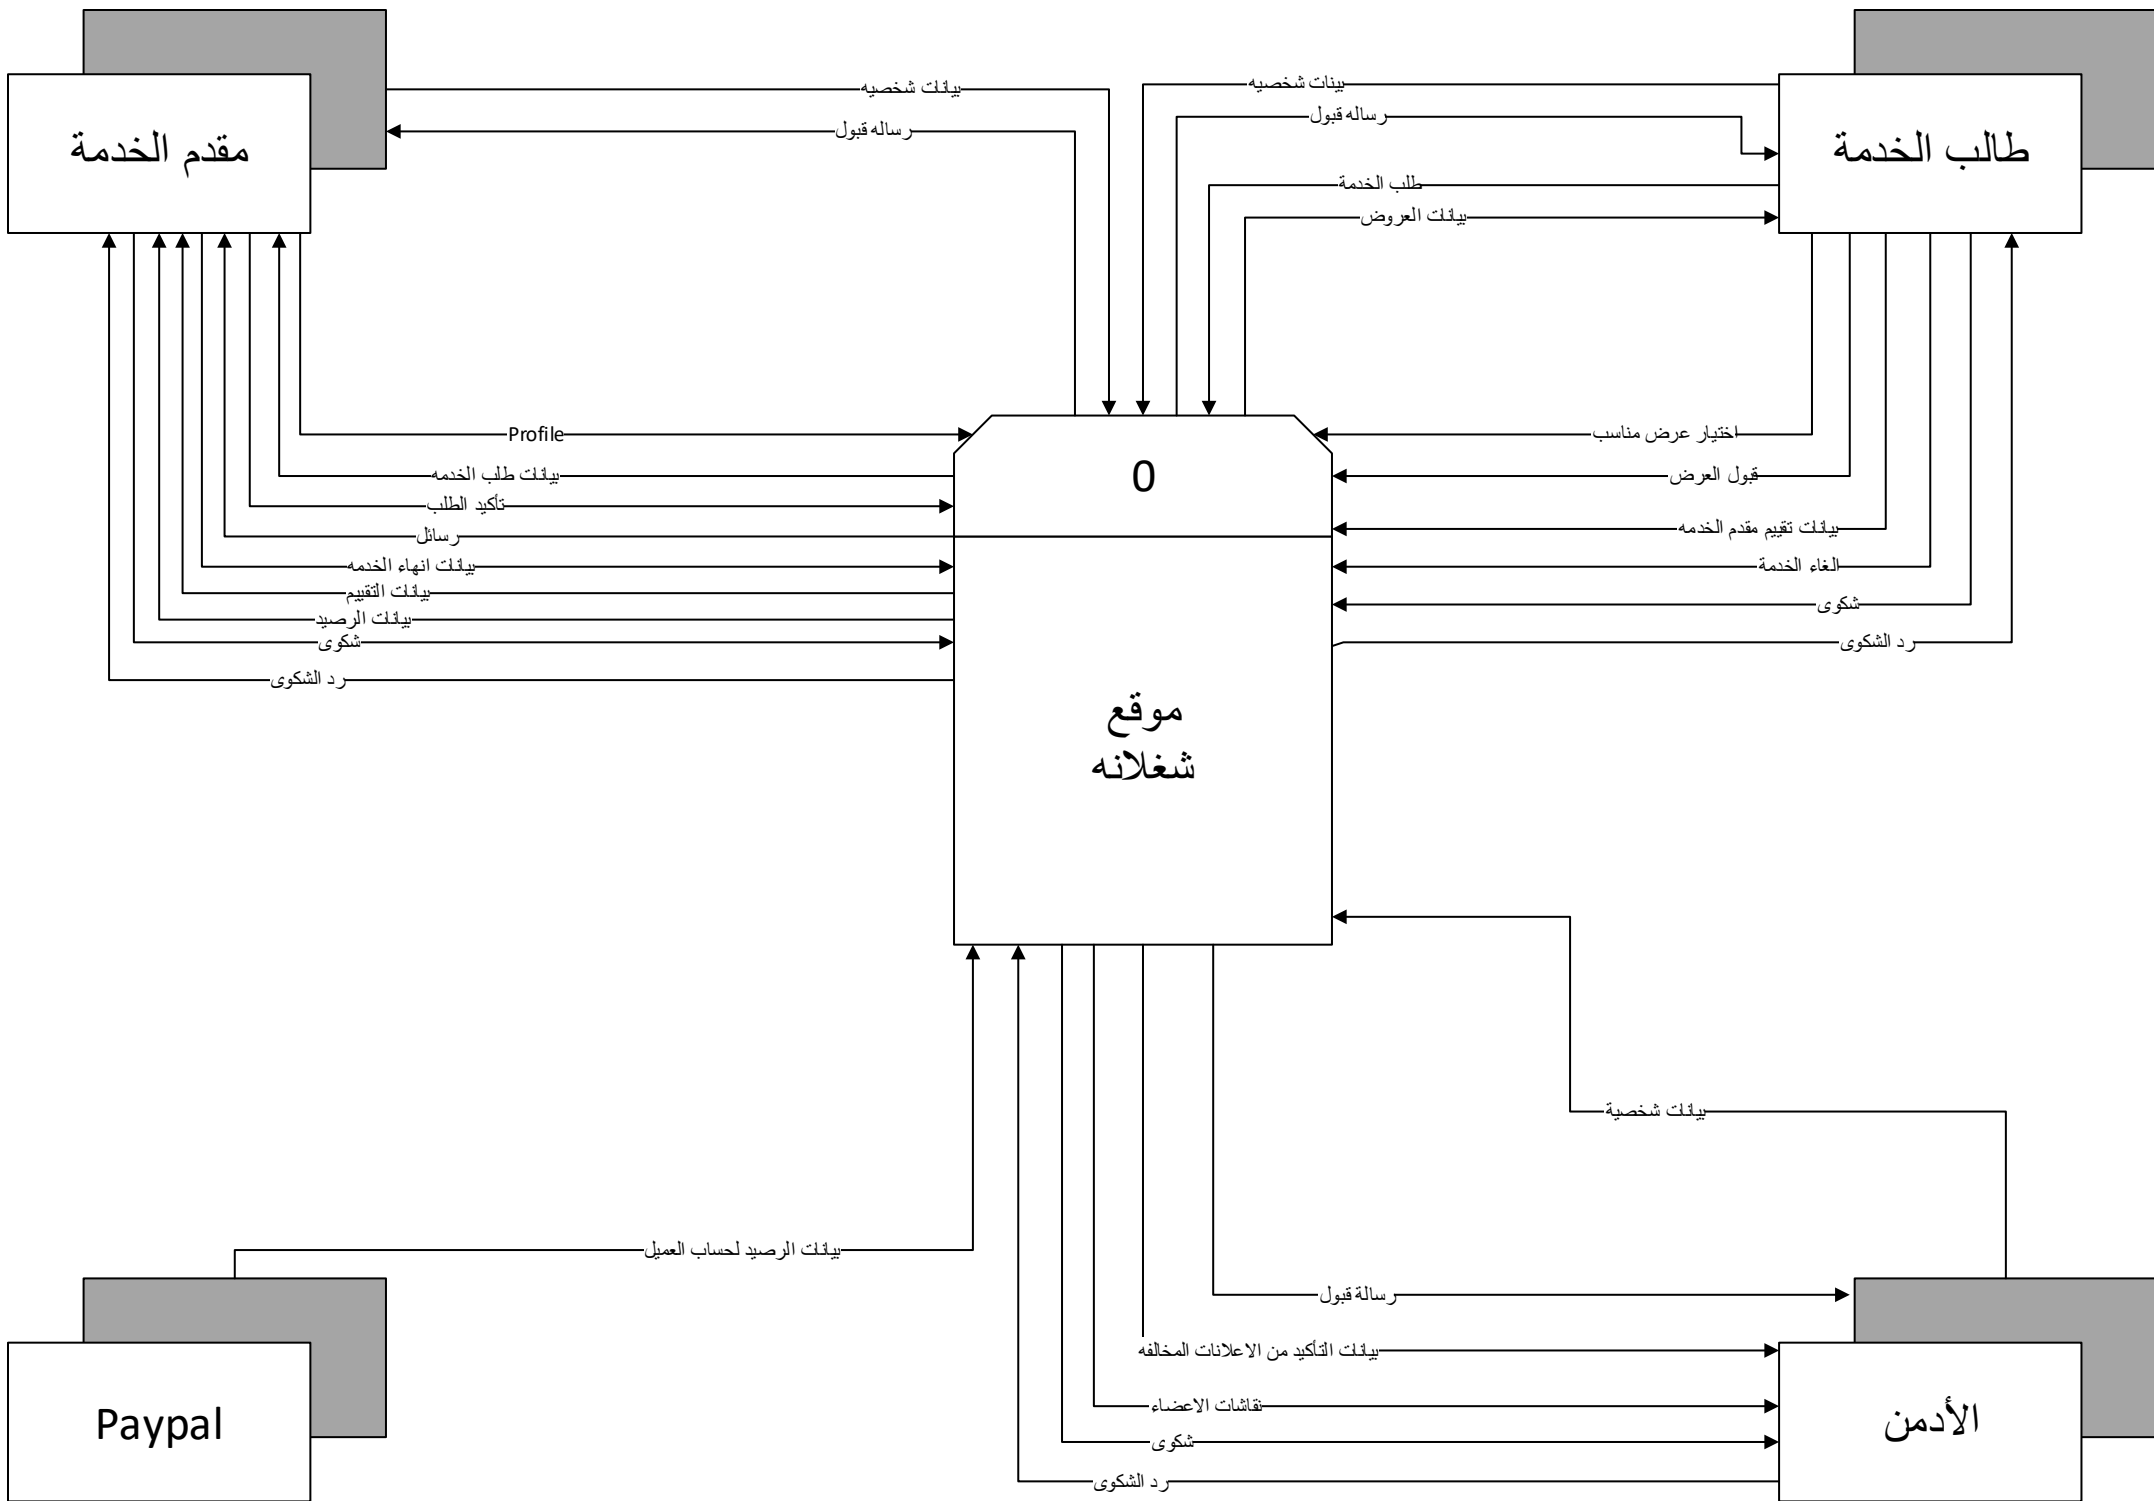 بيانات شخصيه
رساله قبول
مقدم الخدمة
بينات شخصيه
رساله قبول
طلب الخدمة
بيانات العروض
طالب الخدمة
Profile
بيانات طلب الخدمه
تأكيد الطلب
رسائل
بيانات انهاء الخدمه
بيانات التقييم
بيانات الرصيد
شكوى
رد الشكوى
0
موقع
شغلانه
اختيار عرض مناسب
قبول العرض
بيانات تقييم مقدم الخدمه
الغاء الخدمة
شكوى
رد الشكوى
بيانات شخصية
بيانات الرصيد لحساب العميل
Paypal
رسالة قبول
بيانات التأكيد من الاعلانات المخالفه
نقاشات الاعضاء
شكوى
رد الشكوى
الأدمن